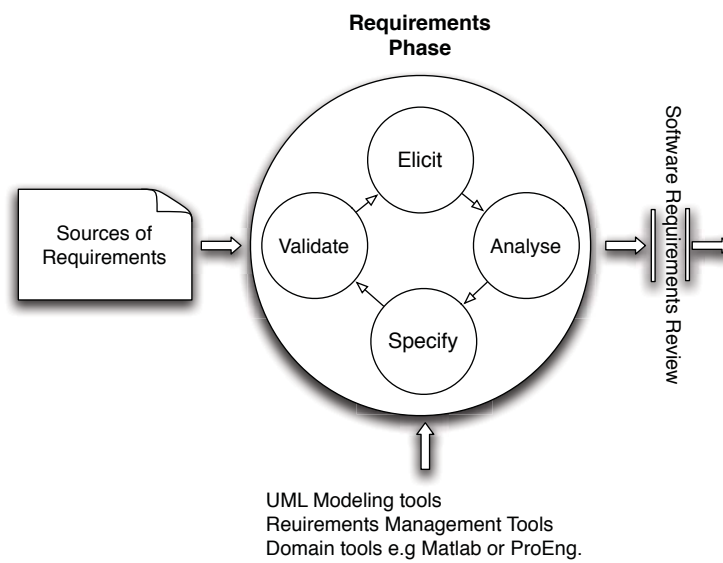 Requirements
Phase
Elicit
Sources of
Requirements
Validate
Analyse
Specify
Software Requirements Review
UML Modeling tools
Reuirements Management Tools
Domain tools e.g Matlab or ProEng.